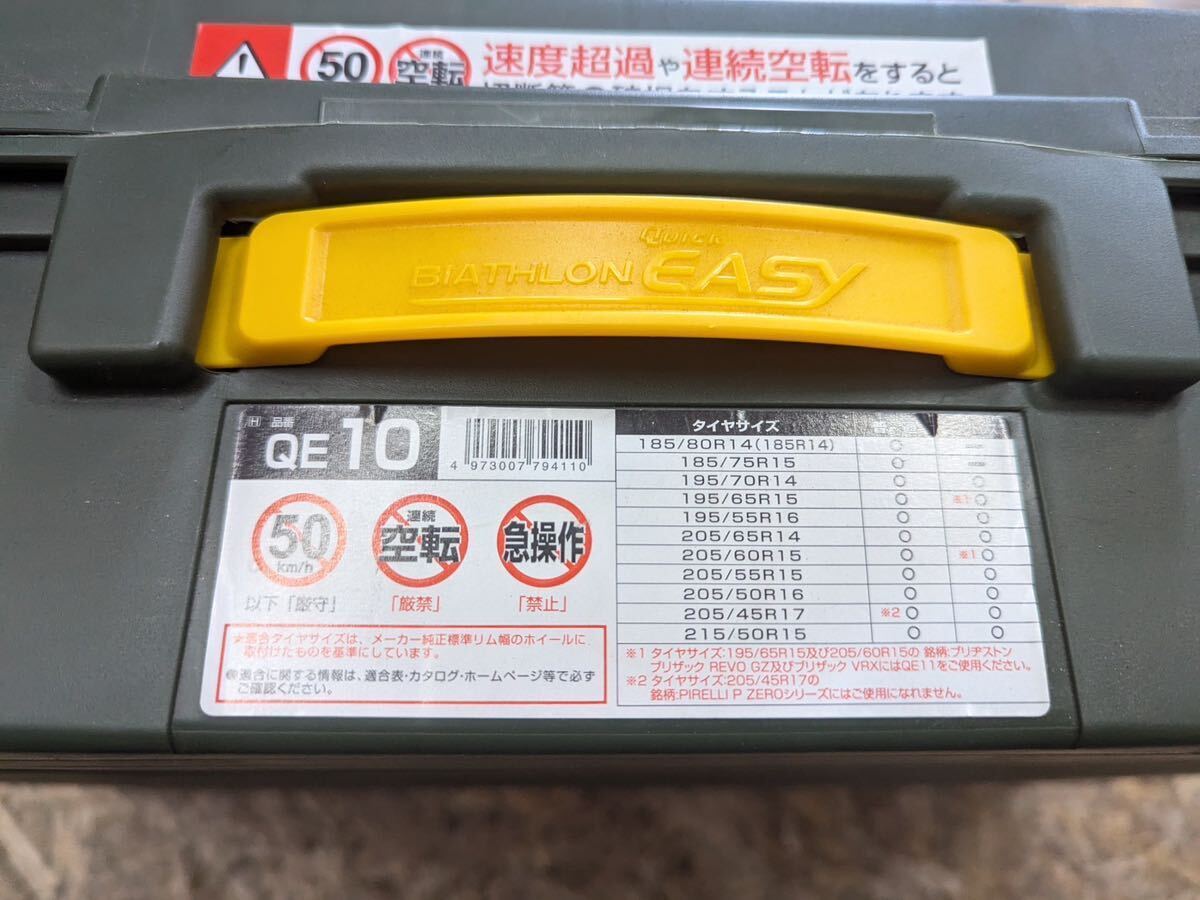 50 連続 空転 速度超過や連続空転をすると
QUICK
BIATHLON EASY
H 品番
QE10
4 973007 794110
50
km/h
以下「厳守」
連続
空転
「厳禁」
急操作
「禁止」
★適合タイヤサイズは、メーカー純正標準リム幅のホイールに
取付けたものを基準にしています。
●適合に関する情報は、適合表・カタログ・ホームページ等で必ず
ご確認ください。
タイヤサイズ
185/80R14(185R14) ○ ー
185/75R15 ○ ー
195/70R14 ○ ○
195/65R15 ○ ※1 ○
195/55R16 ○ ○
205/65R14 ○ ○
205/60R15 ○ ※1 ○
205/55R15 ○ ○
205/50R16 ○ ○
205/45R17 ※2 ○ ○
215/50R15 ○ ○
※1 タイヤサイズ:195/65R15及び205/60R15の 銘柄:ブリヂストン
ブリザック REVO GZ及びブリザック VRXにはQE11をご使用ください。
※2 タイヤサイズ:205/45R17の
銘柄:PIRELLI P ZEROシリーズにはご使用になれません。